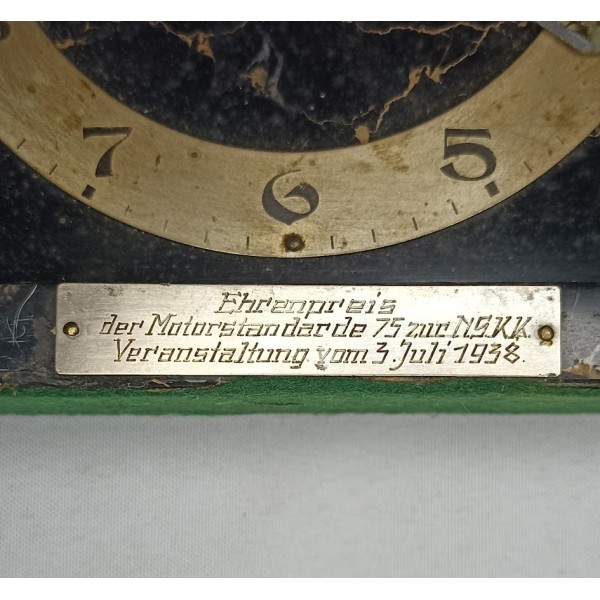 7 6 5
Ehrenpreis
der Motorstandarde 75 zur N.S.K.K.
Veranstaltung vom 3. Juli 1938.